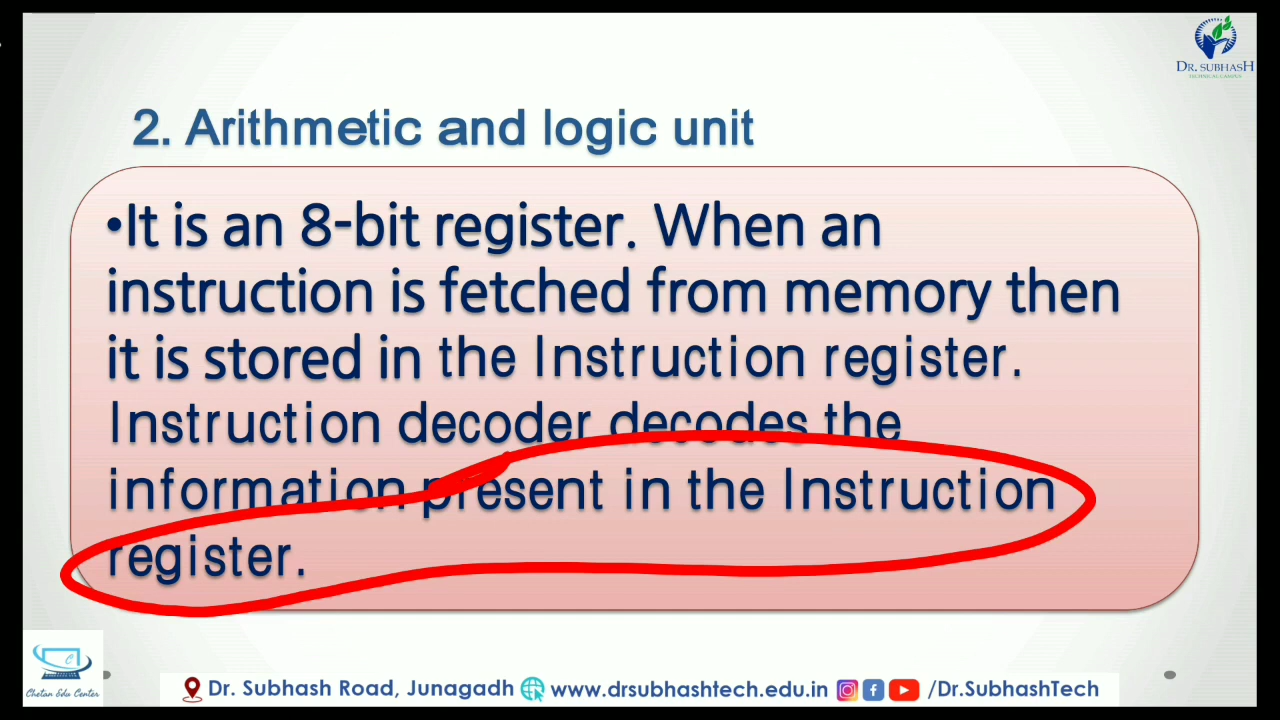 DR. SUBHASH
TECHNICAL CAMPUS
2. Arithmetic and logic unit
•It is an 8-bit register. When an
instruction is fetched from memory then
it is stored in the Instruction register.
Instruction decoder decodes the
information present in the Instruction
register.
Chetan Edu Center
Dr. Subhash Road, Junagadh www.drsubhashtech.edu.in /Dr.SubhashTech